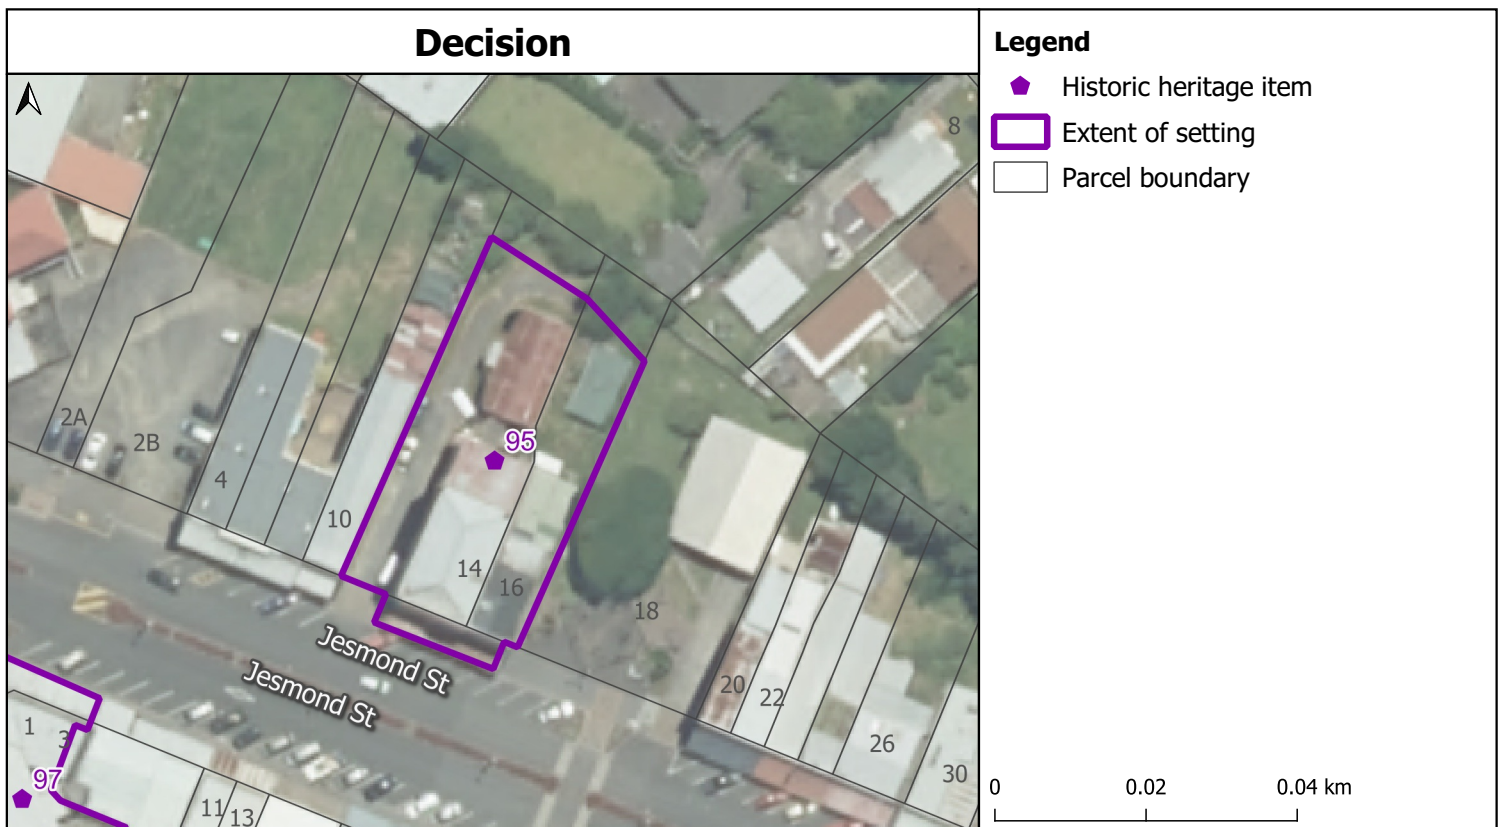 Decision
Legend
Historic heritage item
Extent of setting
Parcel boundary
8
2A
2B
4
10
95
14
16
18
Jesmond St
Jesmond St
20
22
26
30
1
3
97
11
13
0 0.02 0.04 km